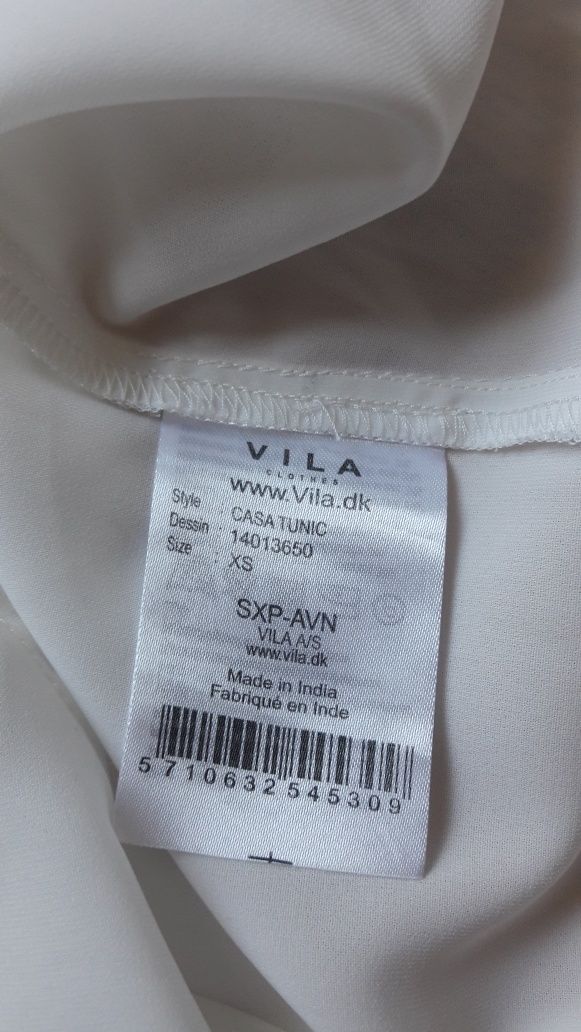 VILA
CLOTHES
www.Vila.dk
Style : CASA TUNIC
Dessin : 14013650
Size : XS
SXP-AVN
VILA A/S
www.vila.dk
Made in India
Fabriqué en Inde
5710632545309